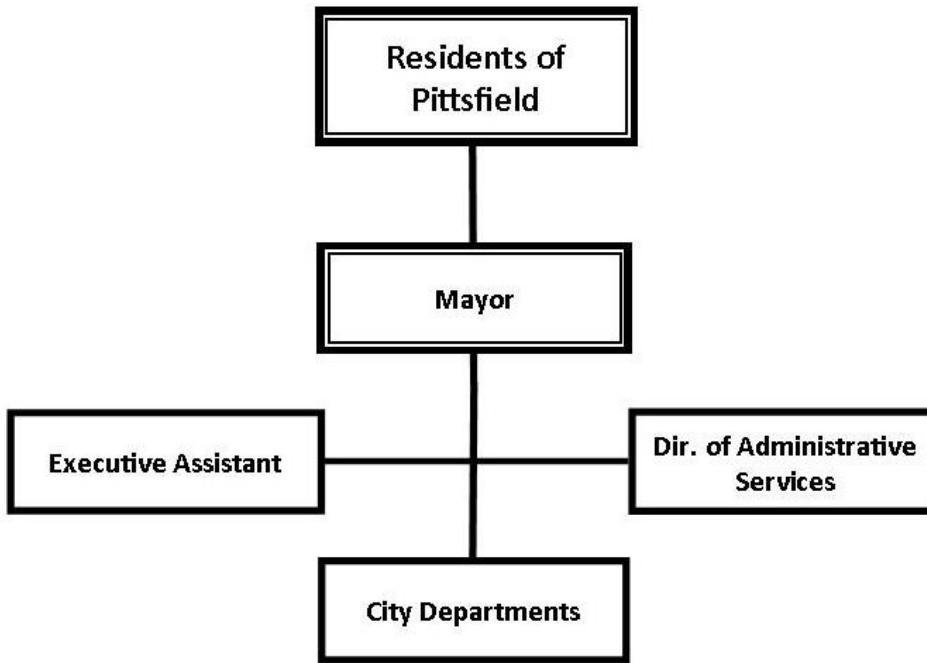 Residents of
Pittsfield
Mayor
Executive Assistant
Dir. of Administrative
Services
City Departments